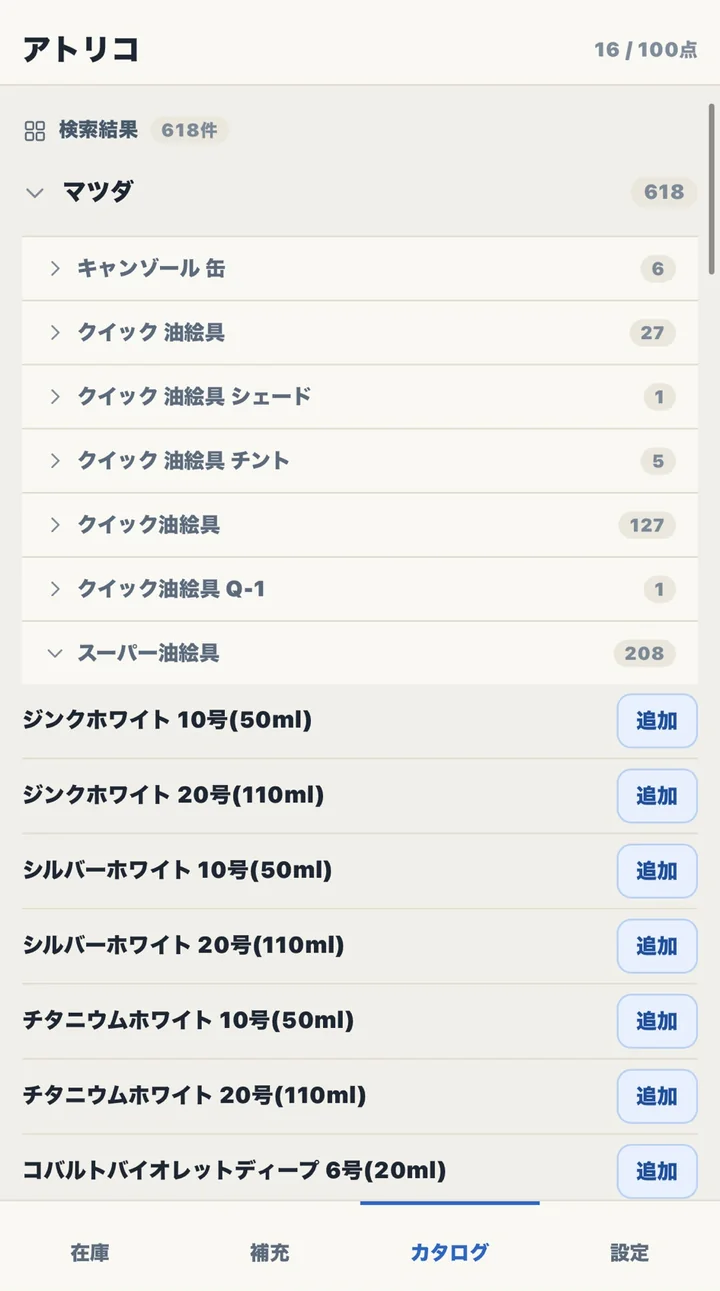 アトリコ 16 / 100点
検索結果 618件
マツダ 618
キャンゾール 缶 6
クイック 油絵具 27
クイック 油絵具 シェード 1
クイック 油絵具 チント 5
クイック油絵具 127
クイック油絵具 Q-1 1
スーパー油絵具 208
ジンクホワイト 10号(50ml) 追加
ジンクホワイト 20号(110ml) 追加
シルバーホワイト 10号(50ml) 追加
シルバーホワイト 20号(110ml) 追加
チタニウムホワイト 10号(50ml) 追加
チタニウムホワイト 20号(110ml) 追加
コバルトバイオレットディープ 6号(20ml) 追加
在庫 補充 カタログ 設定